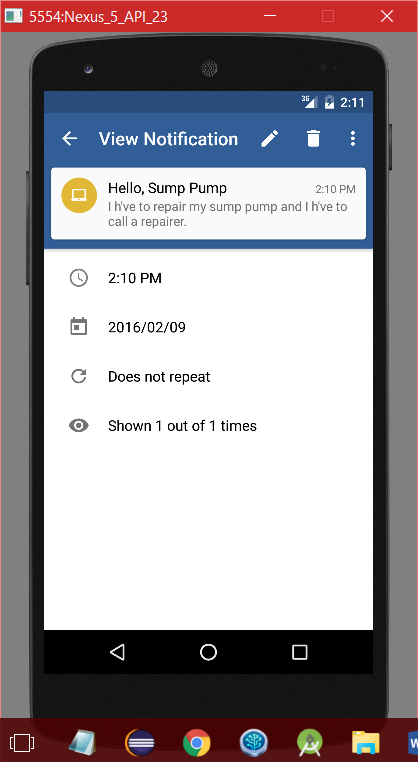 5554:Nexus_5_API_23
3G 2:11
View Notification
Hello, Sump Pump 2:10 PM
I h've to repair my sump pump and I h've to
call a repairer.
2:10 PM
2016/02/09
Does not repeat
Shown 1 out of 1 times